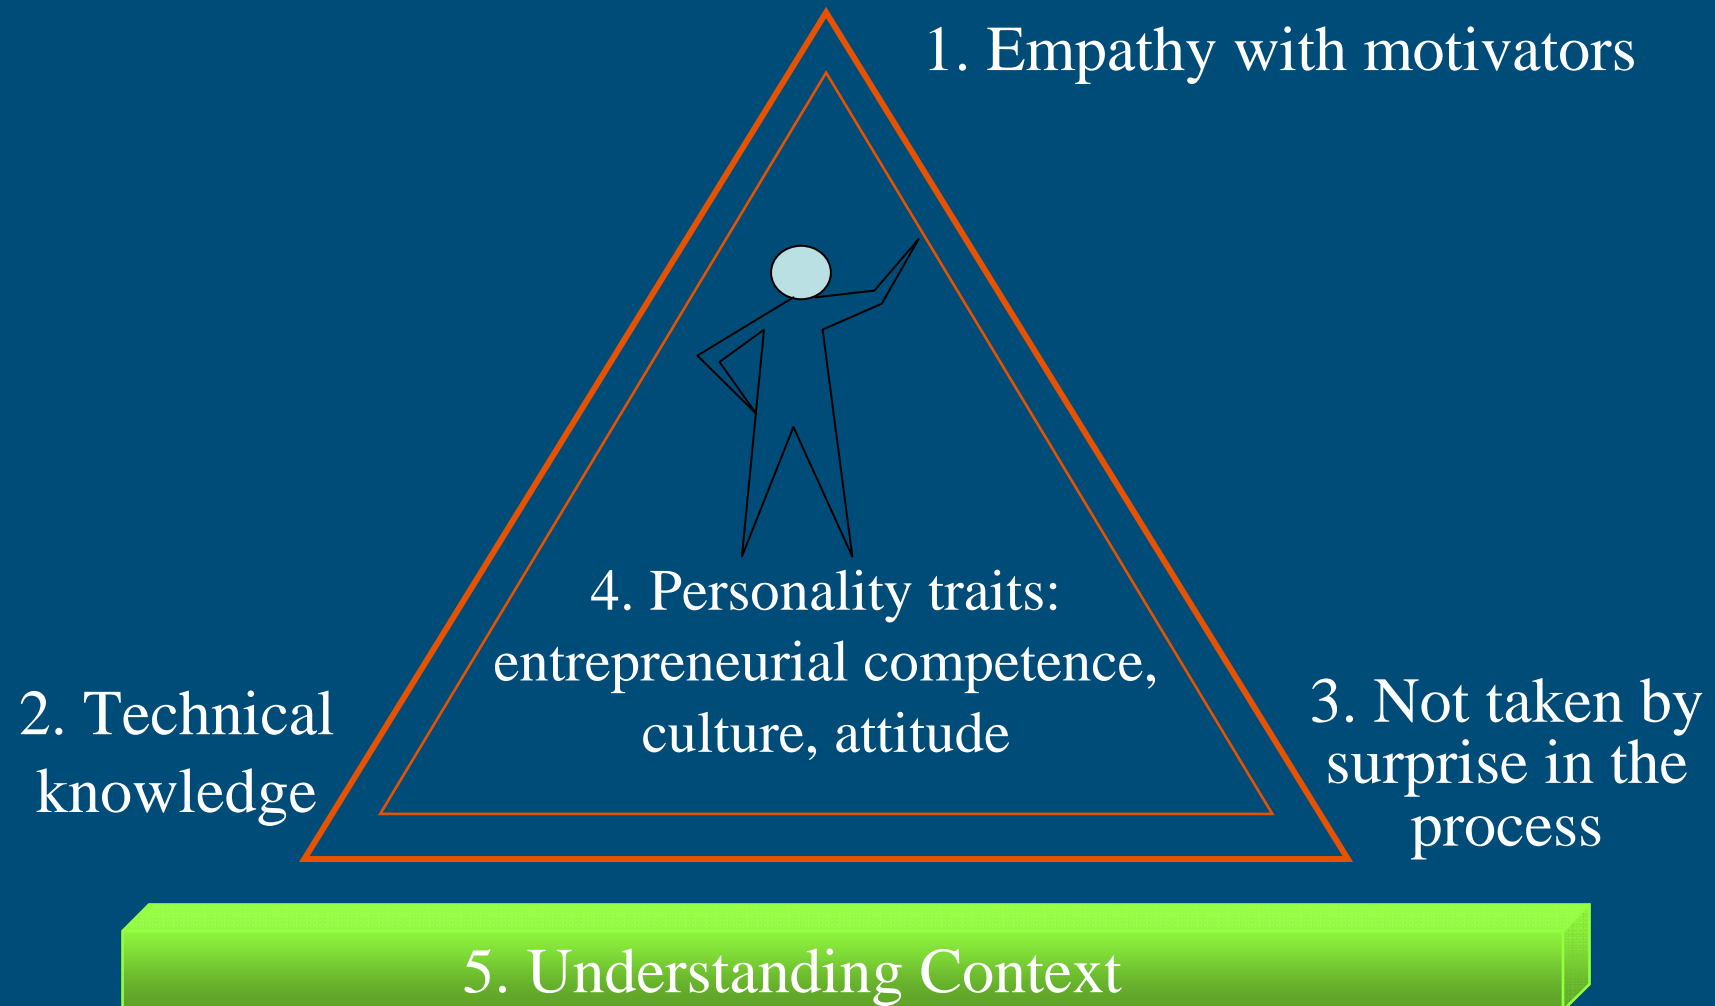 1. Empathy with motivators
4. Personality traits:
entrepreneurial competence,
culture, attitude
2. Technical
knowledge
3. Not taken by
surprise in the
process
5. Understanding Context